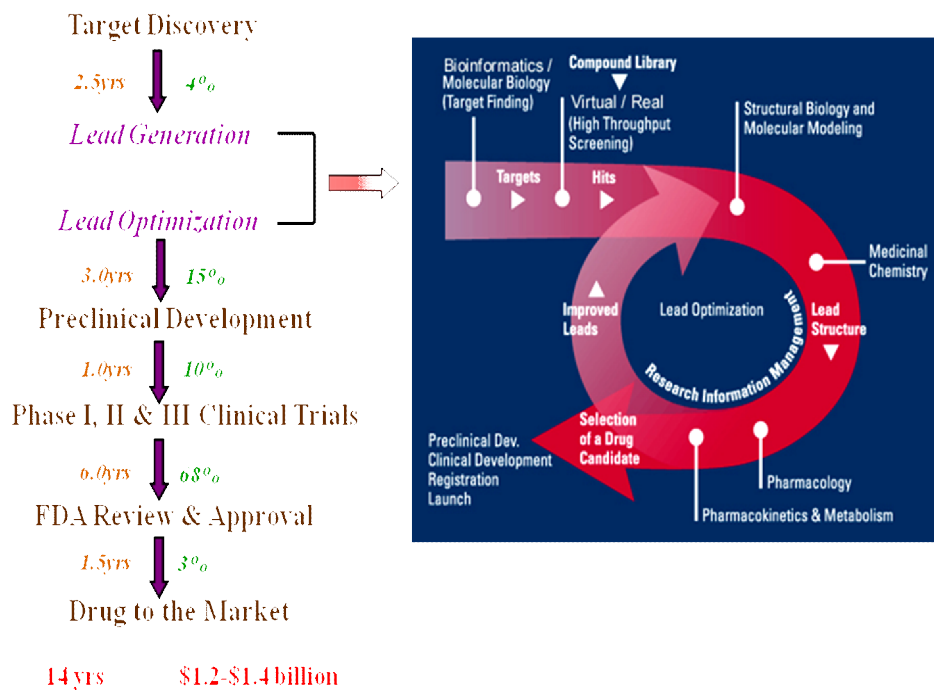 Target Discovery
2.5yrs 4%
Lead Generation
Lead Optimization
3.0yrs 15%
Preclinical Development
1.0yrs 10%
Phase I, II & III Clinical Trials
6.0yrs 68%
FDA Review & Approval
1.5yrs 3%
Drug to the Market
14 yrs $1.2-$1.4 billion
Bioinformatics /
Molecular Biology
(Target Finding)
Compound Library
Virtual / Real
(High Throughput
Screening)
Structural Biology and
Molecular Modeling
Targets
Hits
Medicinal
Chemistry
Improved
Leads
Lead Optimization
Lead
Structure
Research Information Management
Selection
of a Drug
Candidate
Preclinical Dev.
Clinical Development
Registration
Launch
Pharmacology
Pharmacokinetics & Metabolism